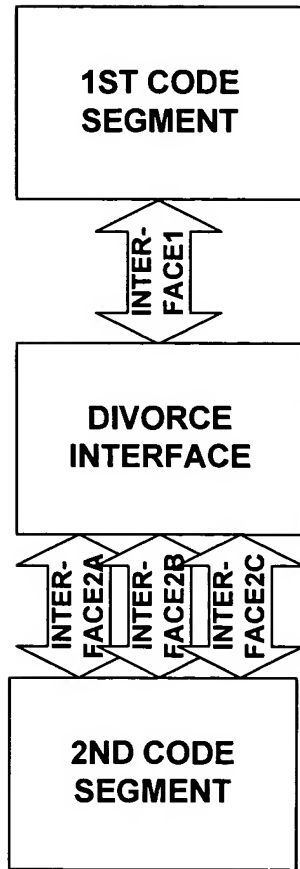 1ST CODE
SEGMENT
INTER-
FACE1
DIVORCE
INTERFACE
INTER-
FACE2A
INTER-
FACE2B
INTER-
FACE2C
2ND CODE
SEGMENT